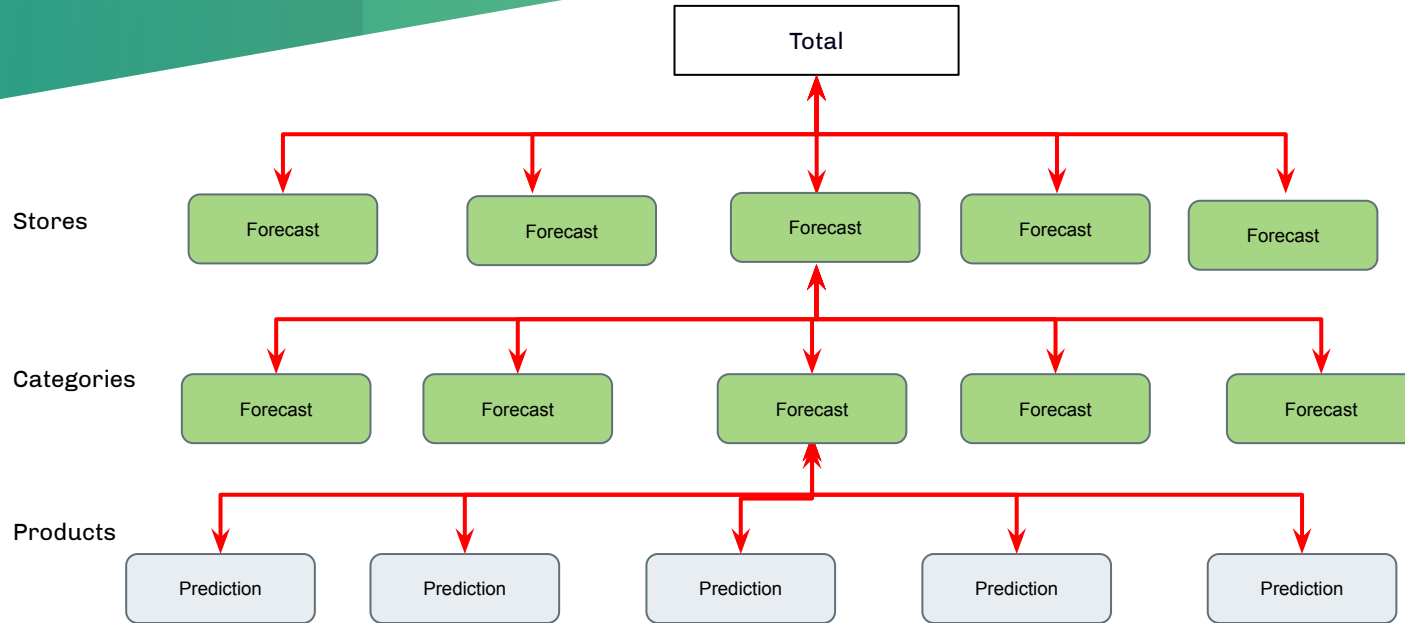 Total
Stores
Forecast
Forecast
Forecast
Forecast
Forecast
Categories
Forecast
Forecast
Forecast
Forecast
Forecast
Products
Prediction
Prediction
Prediction
Prediction
Prediction